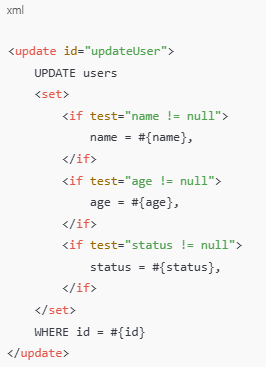 xml
<update id="updateUser">
    UPDATE users
    <set>
        <if test="name != null">
            name = #{name},
        </if>
        <if test="age != null">
            age = #{age},
        </if>
        <if test="status != null">
            status = #{status},
        </if>
    </set>
    WHERE id = #{id}
</update>